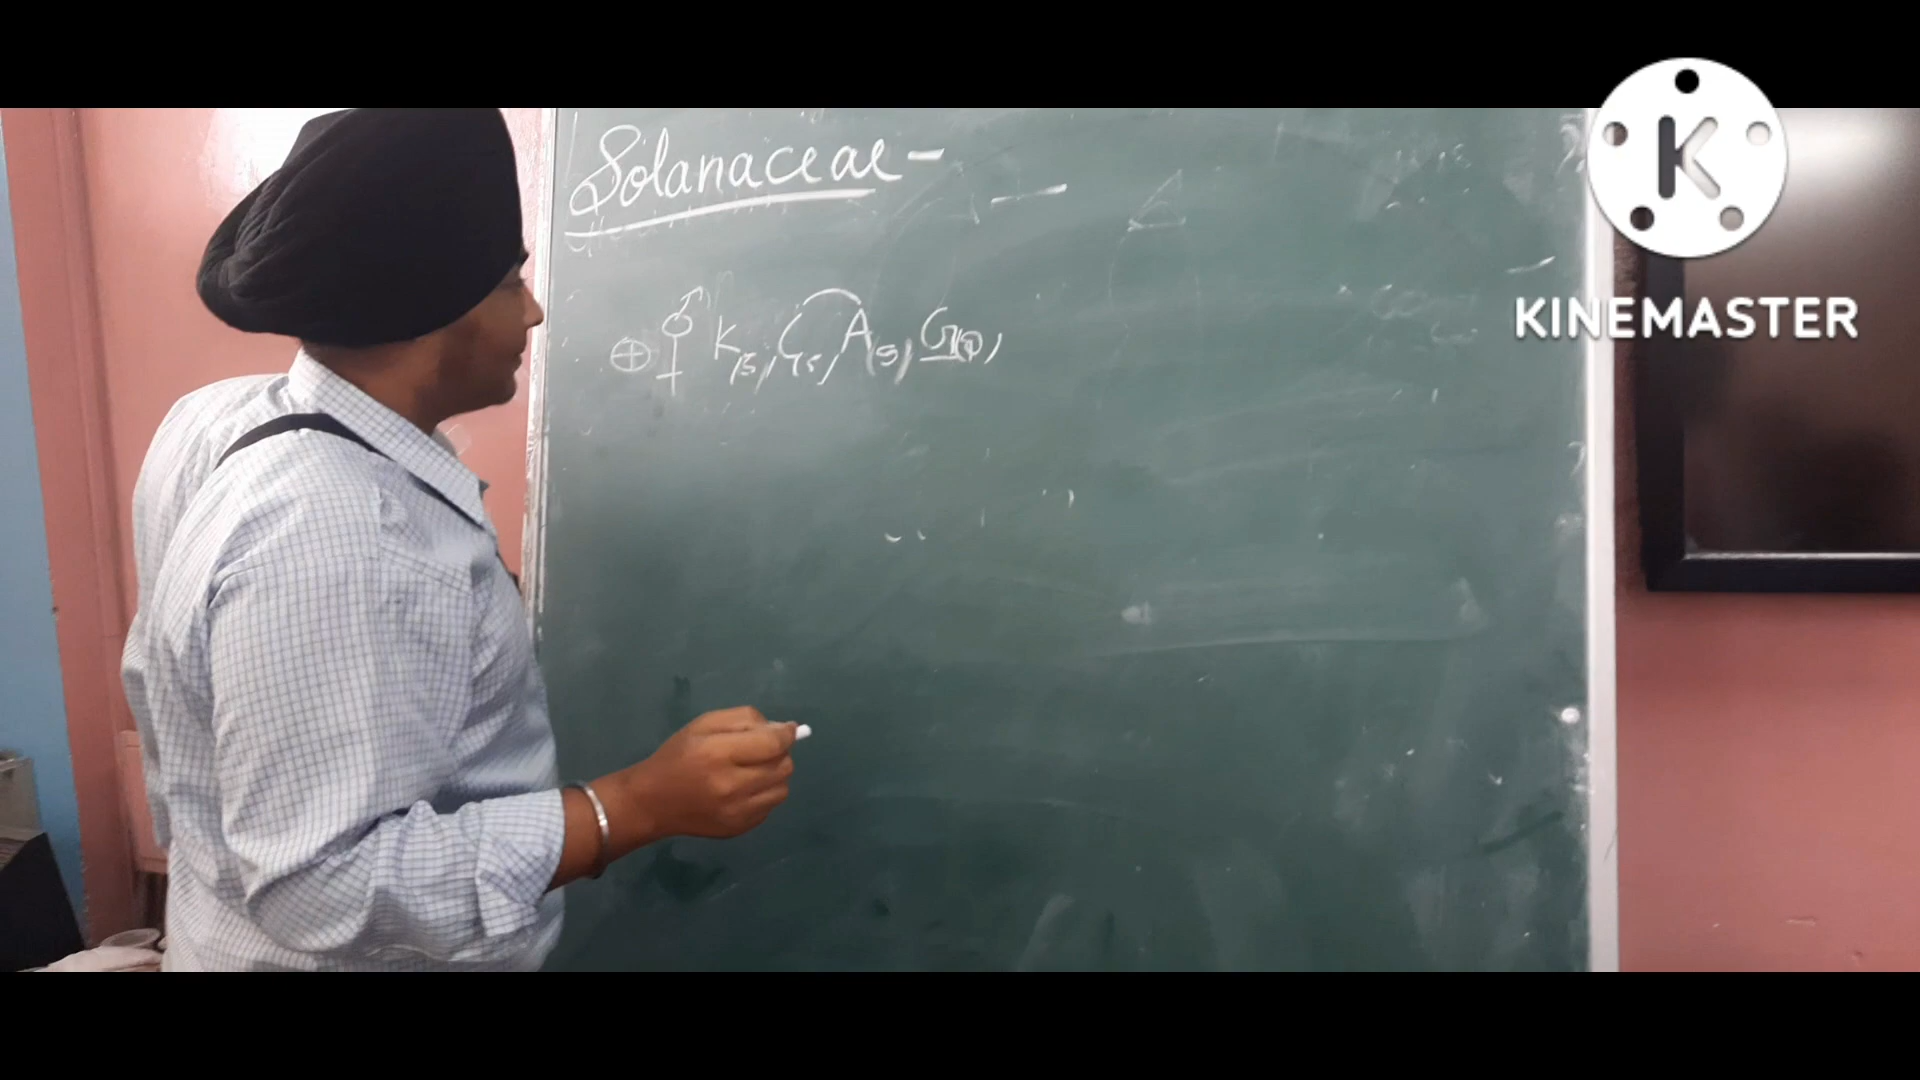 Solanaceae -
⊕ ⚥ K(5) C(5) A(5) G(2)
K
KINEMASTER